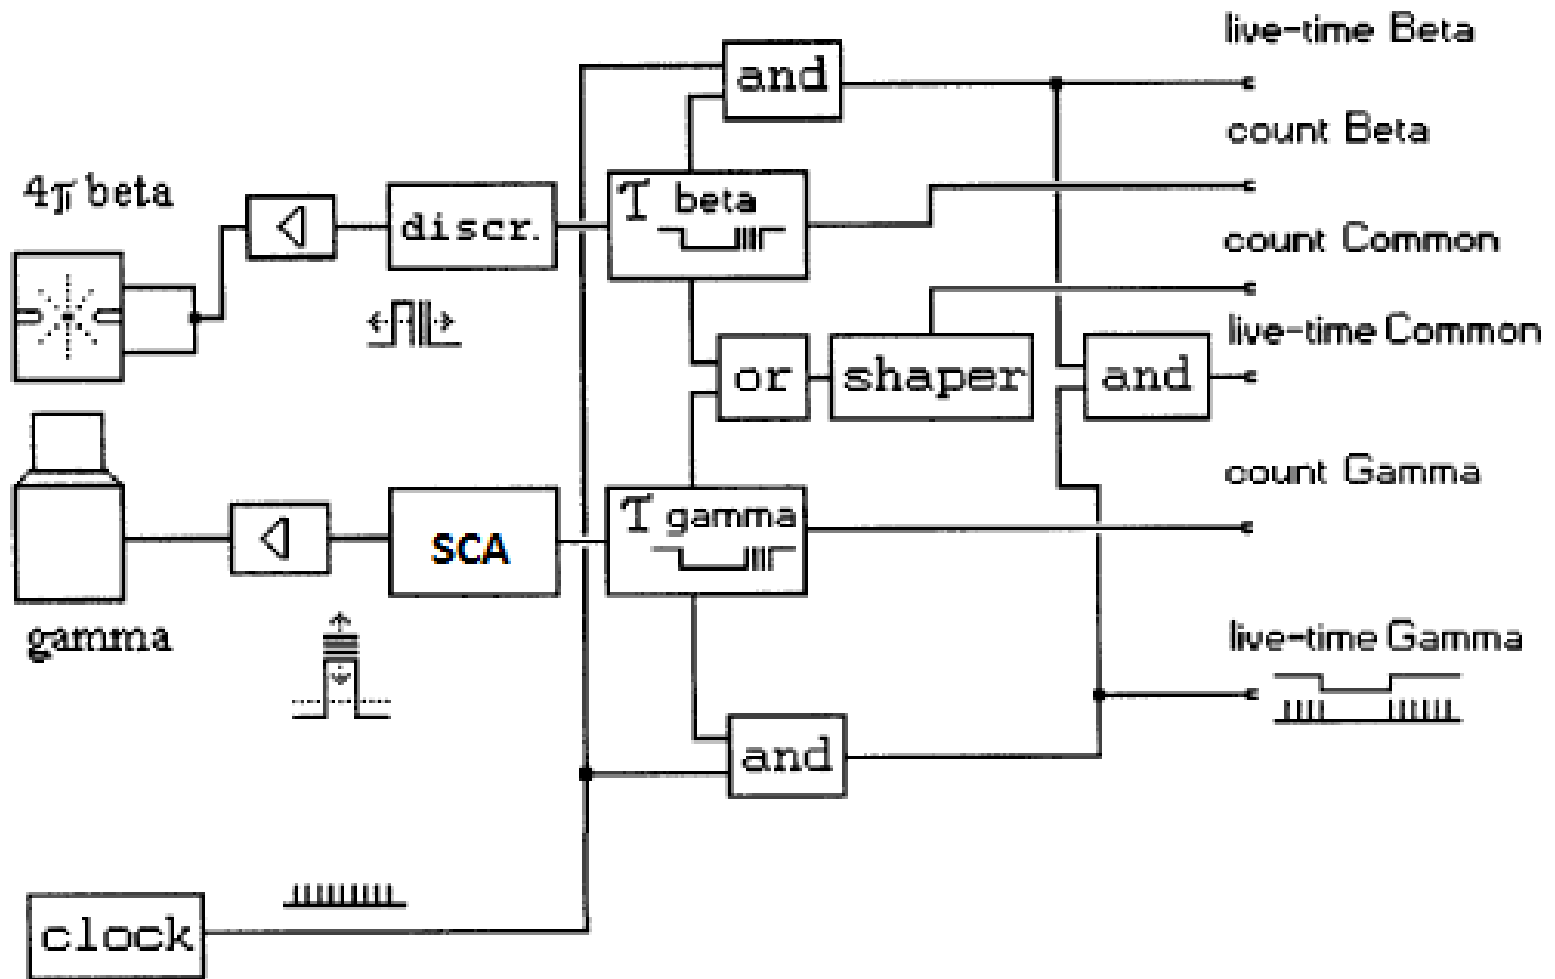 live-time Beta
and
count Beta
4π beta
τ beta
discr.
count Common
live-time Common
or
shaper
and
count Gamma
τ gamma
SCA
gamma
live-time Gamma
and
clock